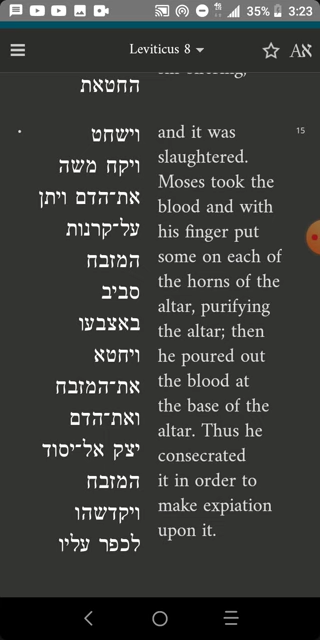 4G 35% 3:23
Leviticus 8
Aא
החטאת
וישחט
ויקח משה
את־הדם ויתן
על־קרנות
המזבח
סביב
באצבעו
ויחטא
את־המזבח
ואת־הדם
יצק אל־יסוד
המזבח
ויקדשהו
לכפר עליו
15
and it was
slaughtered.
Moses took the
blood and with
his finger put
some on each of
the horns of the
altar, purifying
the altar; then
he poured out
the blood at
the base of the
altar. Thus he
consecrated
it in order to
make expiation
upon it.